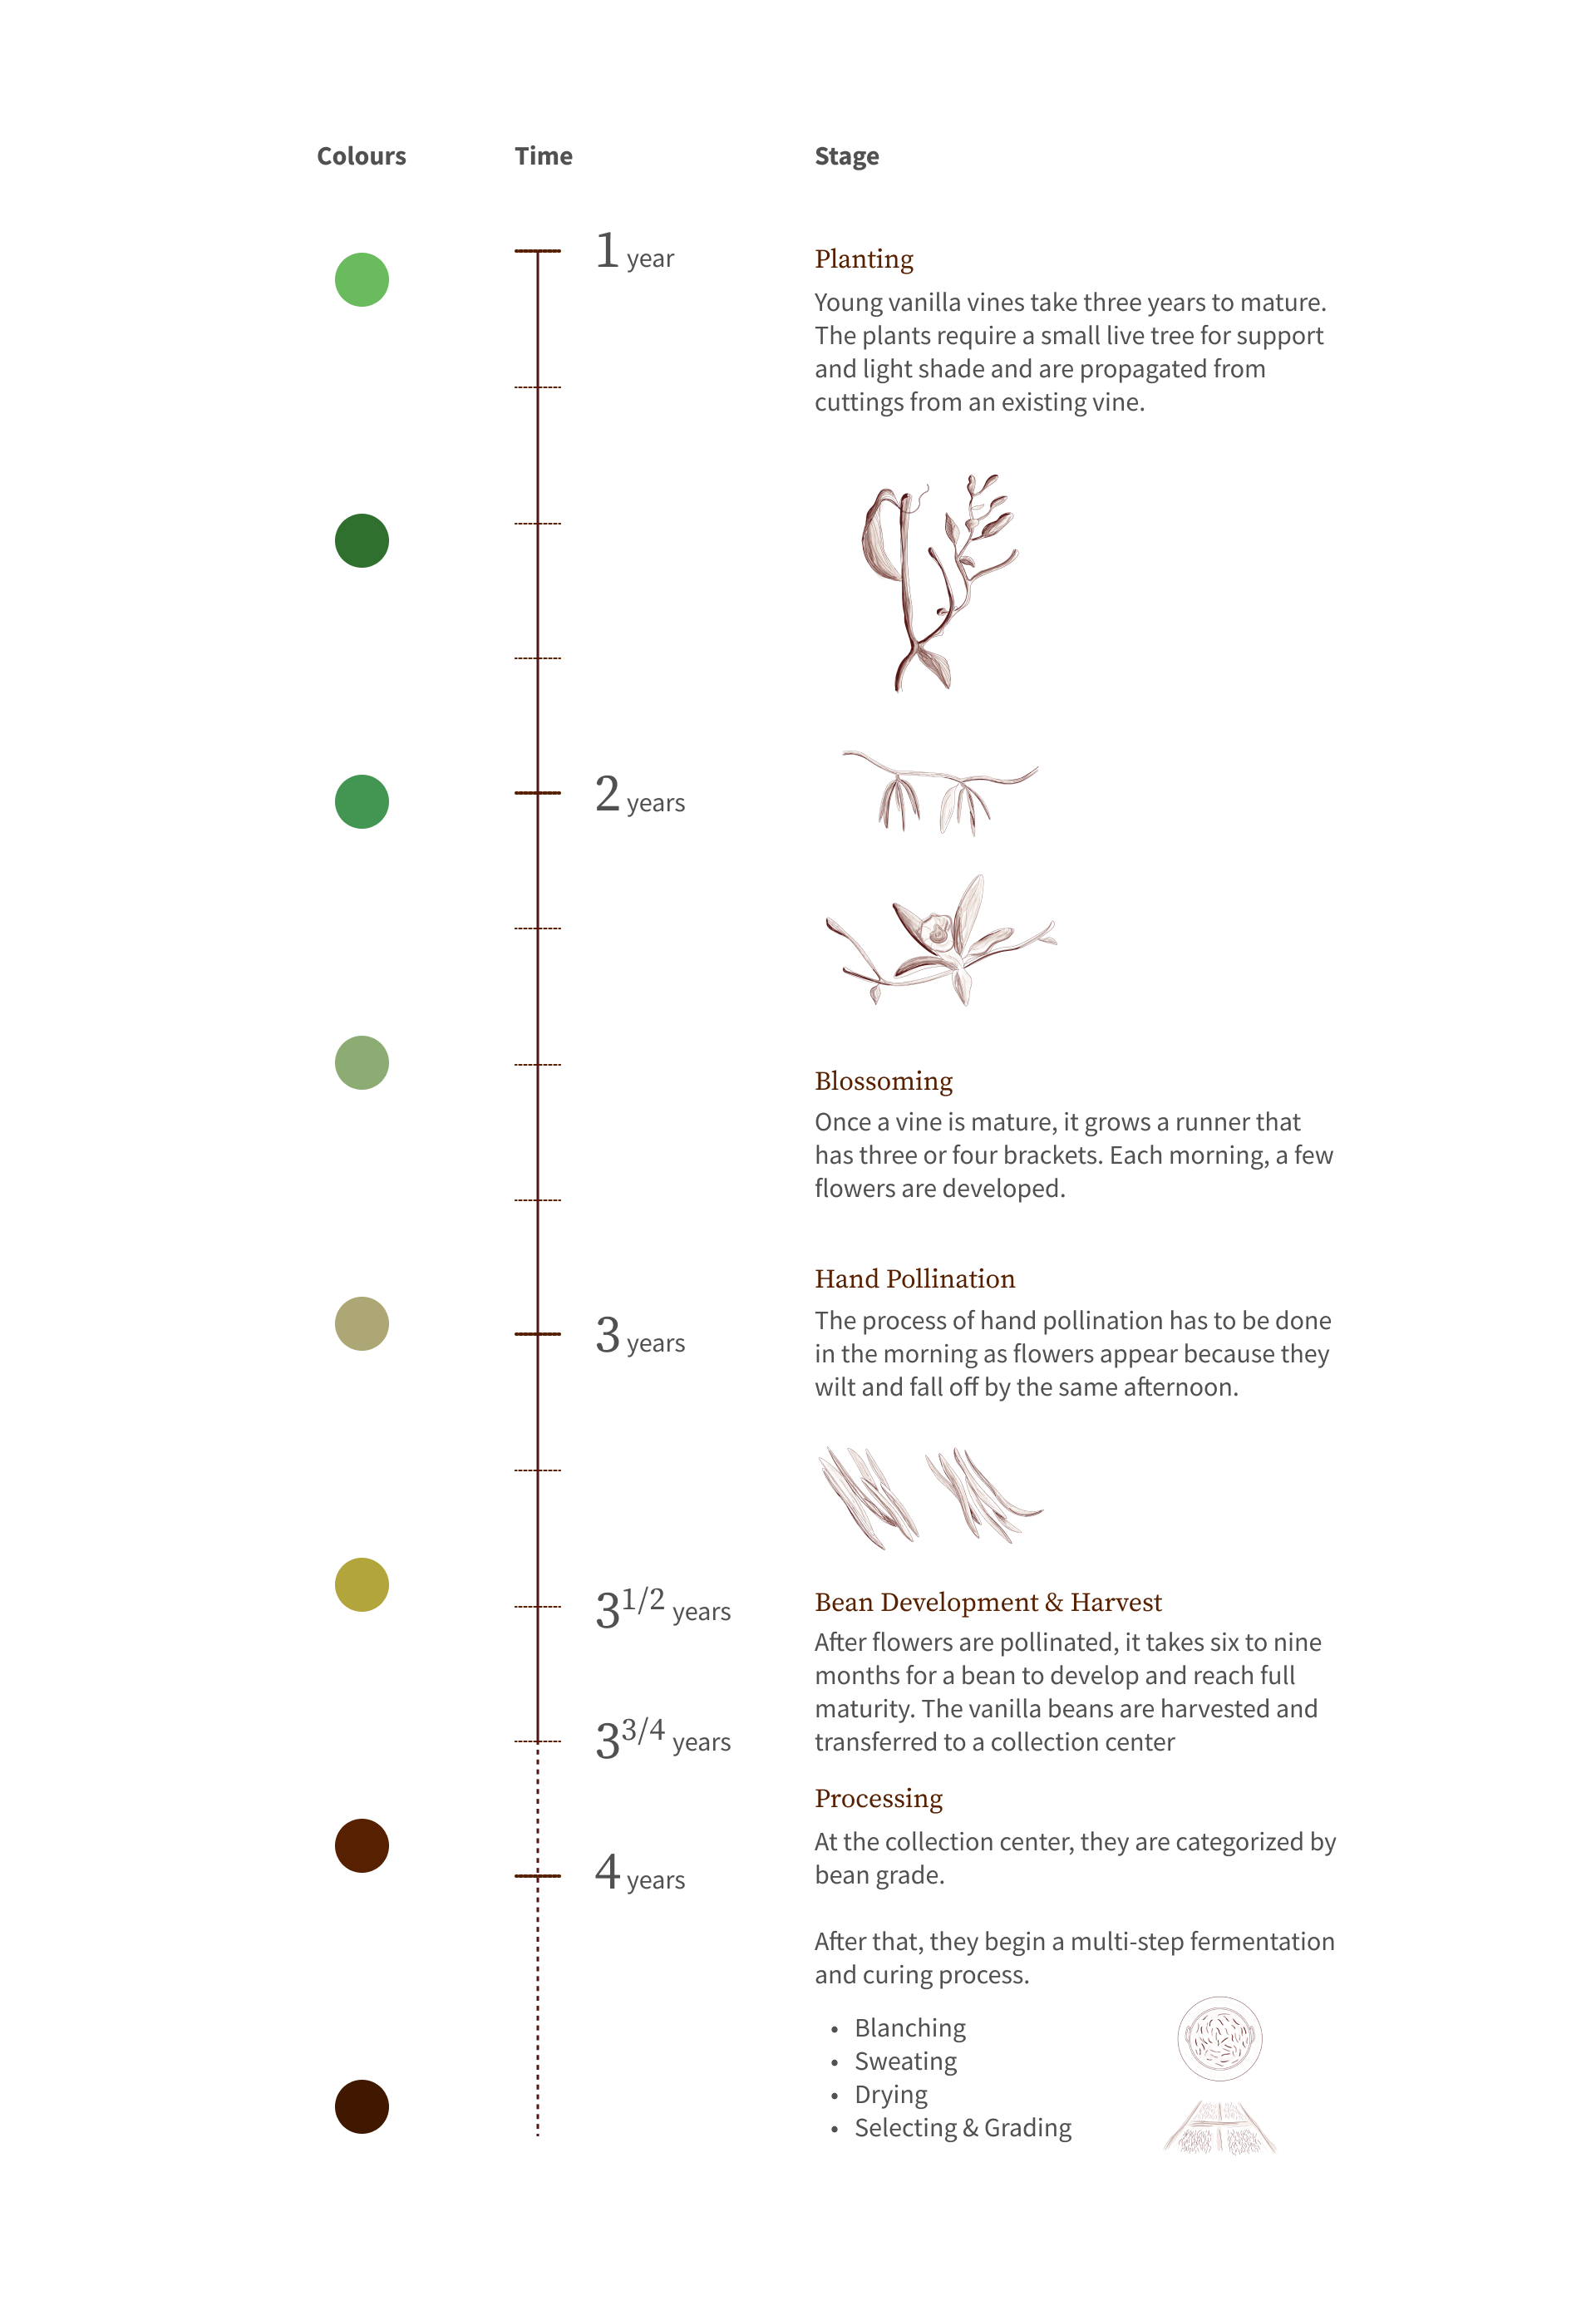 Colours Time Stage
1 year
Planting
Young vanilla vines take three years to mature.
The plants require a small live tree for support
and light shade and are propagated from
cuttings from an existing vine.
2 years
Blossoming
Once a vine is mature, it grows a runner that
has three or four brackets. Each morning, a few
flowers are developed.
Hand Pollination
3 years
The process of hand pollination has to be done
in the morning as flowers appear because they
wilt and fall off by the same afternoon.
3 1/2 years
Bean Development & Harvest
After flowers are pollinated, it takes six to nine
months for a bean to develop and reach full
maturity. The vanilla beans are harvested and
transferred to a collection center
3 3/4 years
Processing
At the collection center, they are categorized by
bean grade.
4 years
After that, they begin a multi-step fermentation
and curing process.
• Blanching
• Sweating
• Drying
• Selecting & Grading